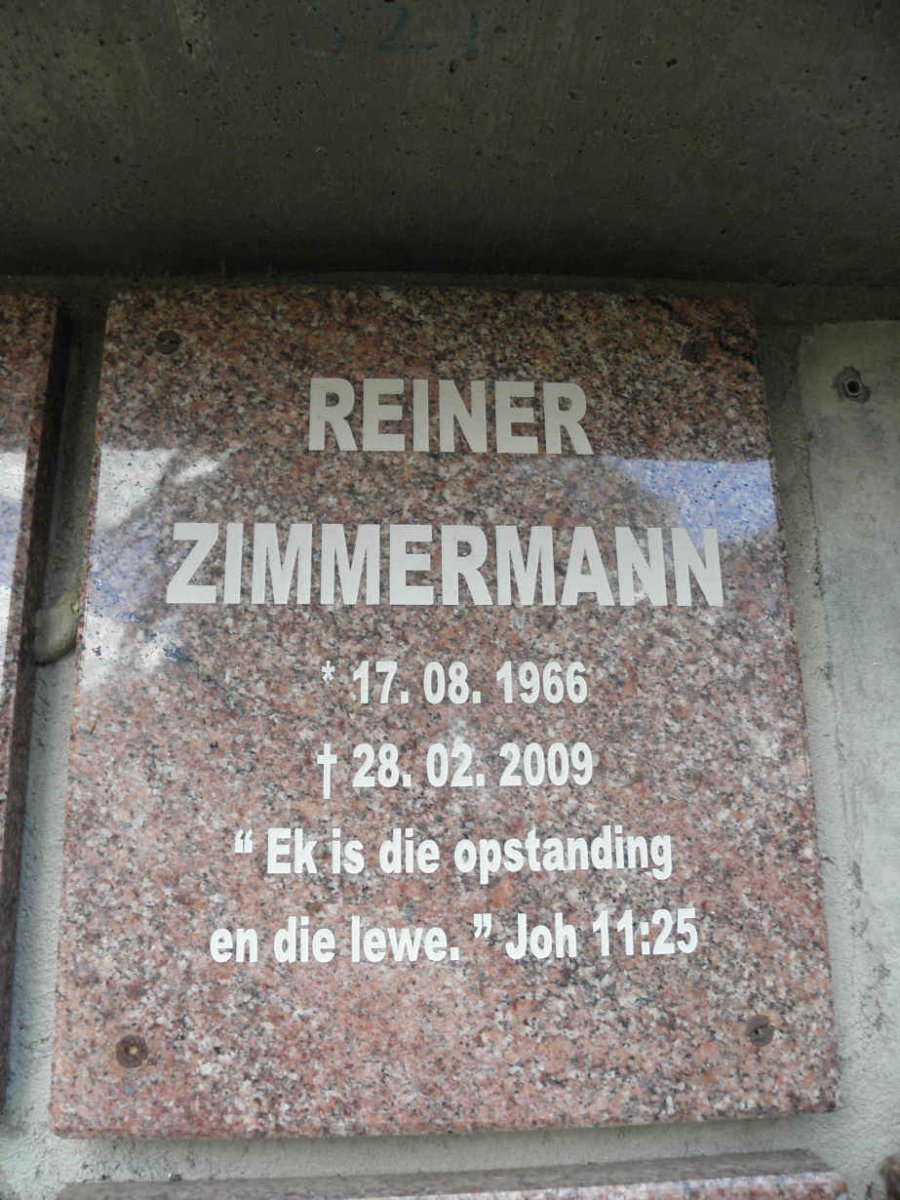 REINER
ZIMMERMANN
* 17. 08. 1966
† 28. 02. 2009
“ Ek is die opstanding
en die lewe. ” Joh 11:25